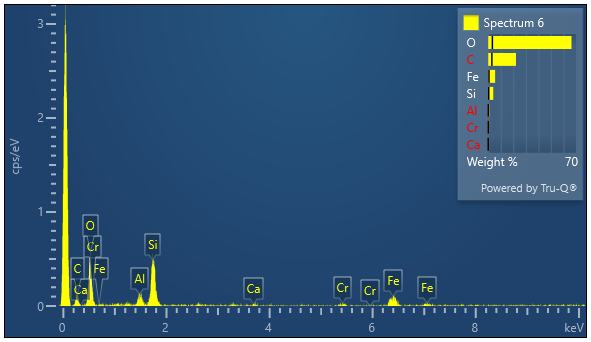 Spectrum 6
O
C
Fe
Si
Al
Cr
Ca
Weight % 70
Powered by Tru-Q®
cps/eV
3
2
1
0
O
Cr
C Fe
Ca
Al
Si
Ca
Cr
Cr
Fe
Fe
0 2 4 6 8 keV